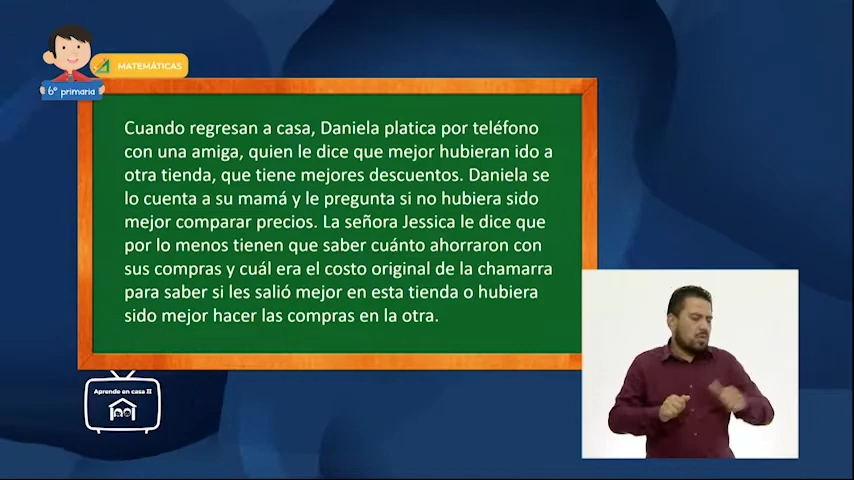 MATEMÁTICAS
6° primaria
Cuando regresan a casa, Daniela platica por teléfono
con una amiga, quien le dice que mejor hubieran ido a
otra tienda, que tiene mejores descuentos. Daniela se
lo cuenta a su mamá y le pregunta si no hubiera sido
mejor comparar precios. La señora Jessica le dice que
por lo menos tienen que saber cuánto ahorraron con
sus compras y cuál era el costo original de la chamarra
para saber si les salió mejor en esta tienda o hubiera
sido mejor hacer las compras en la otra.
Aprende en casa II